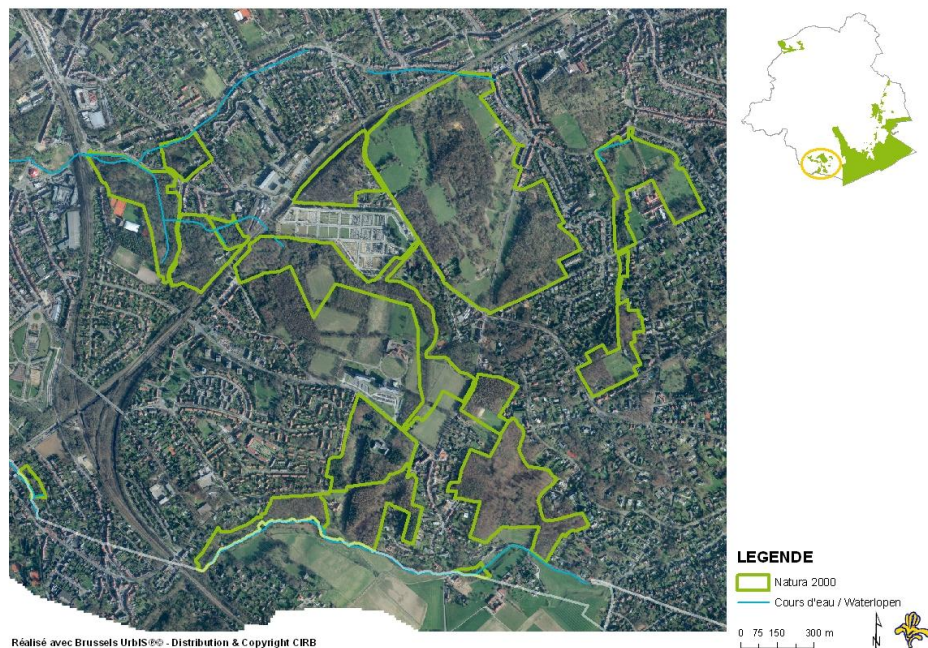 LEGENDE
Natura 2000
Cours d'eau / Waterlopen
0 75 150 300 m
N
Réalisé avec Brussels UrbIS®© - Distribution & Copyright CIRB